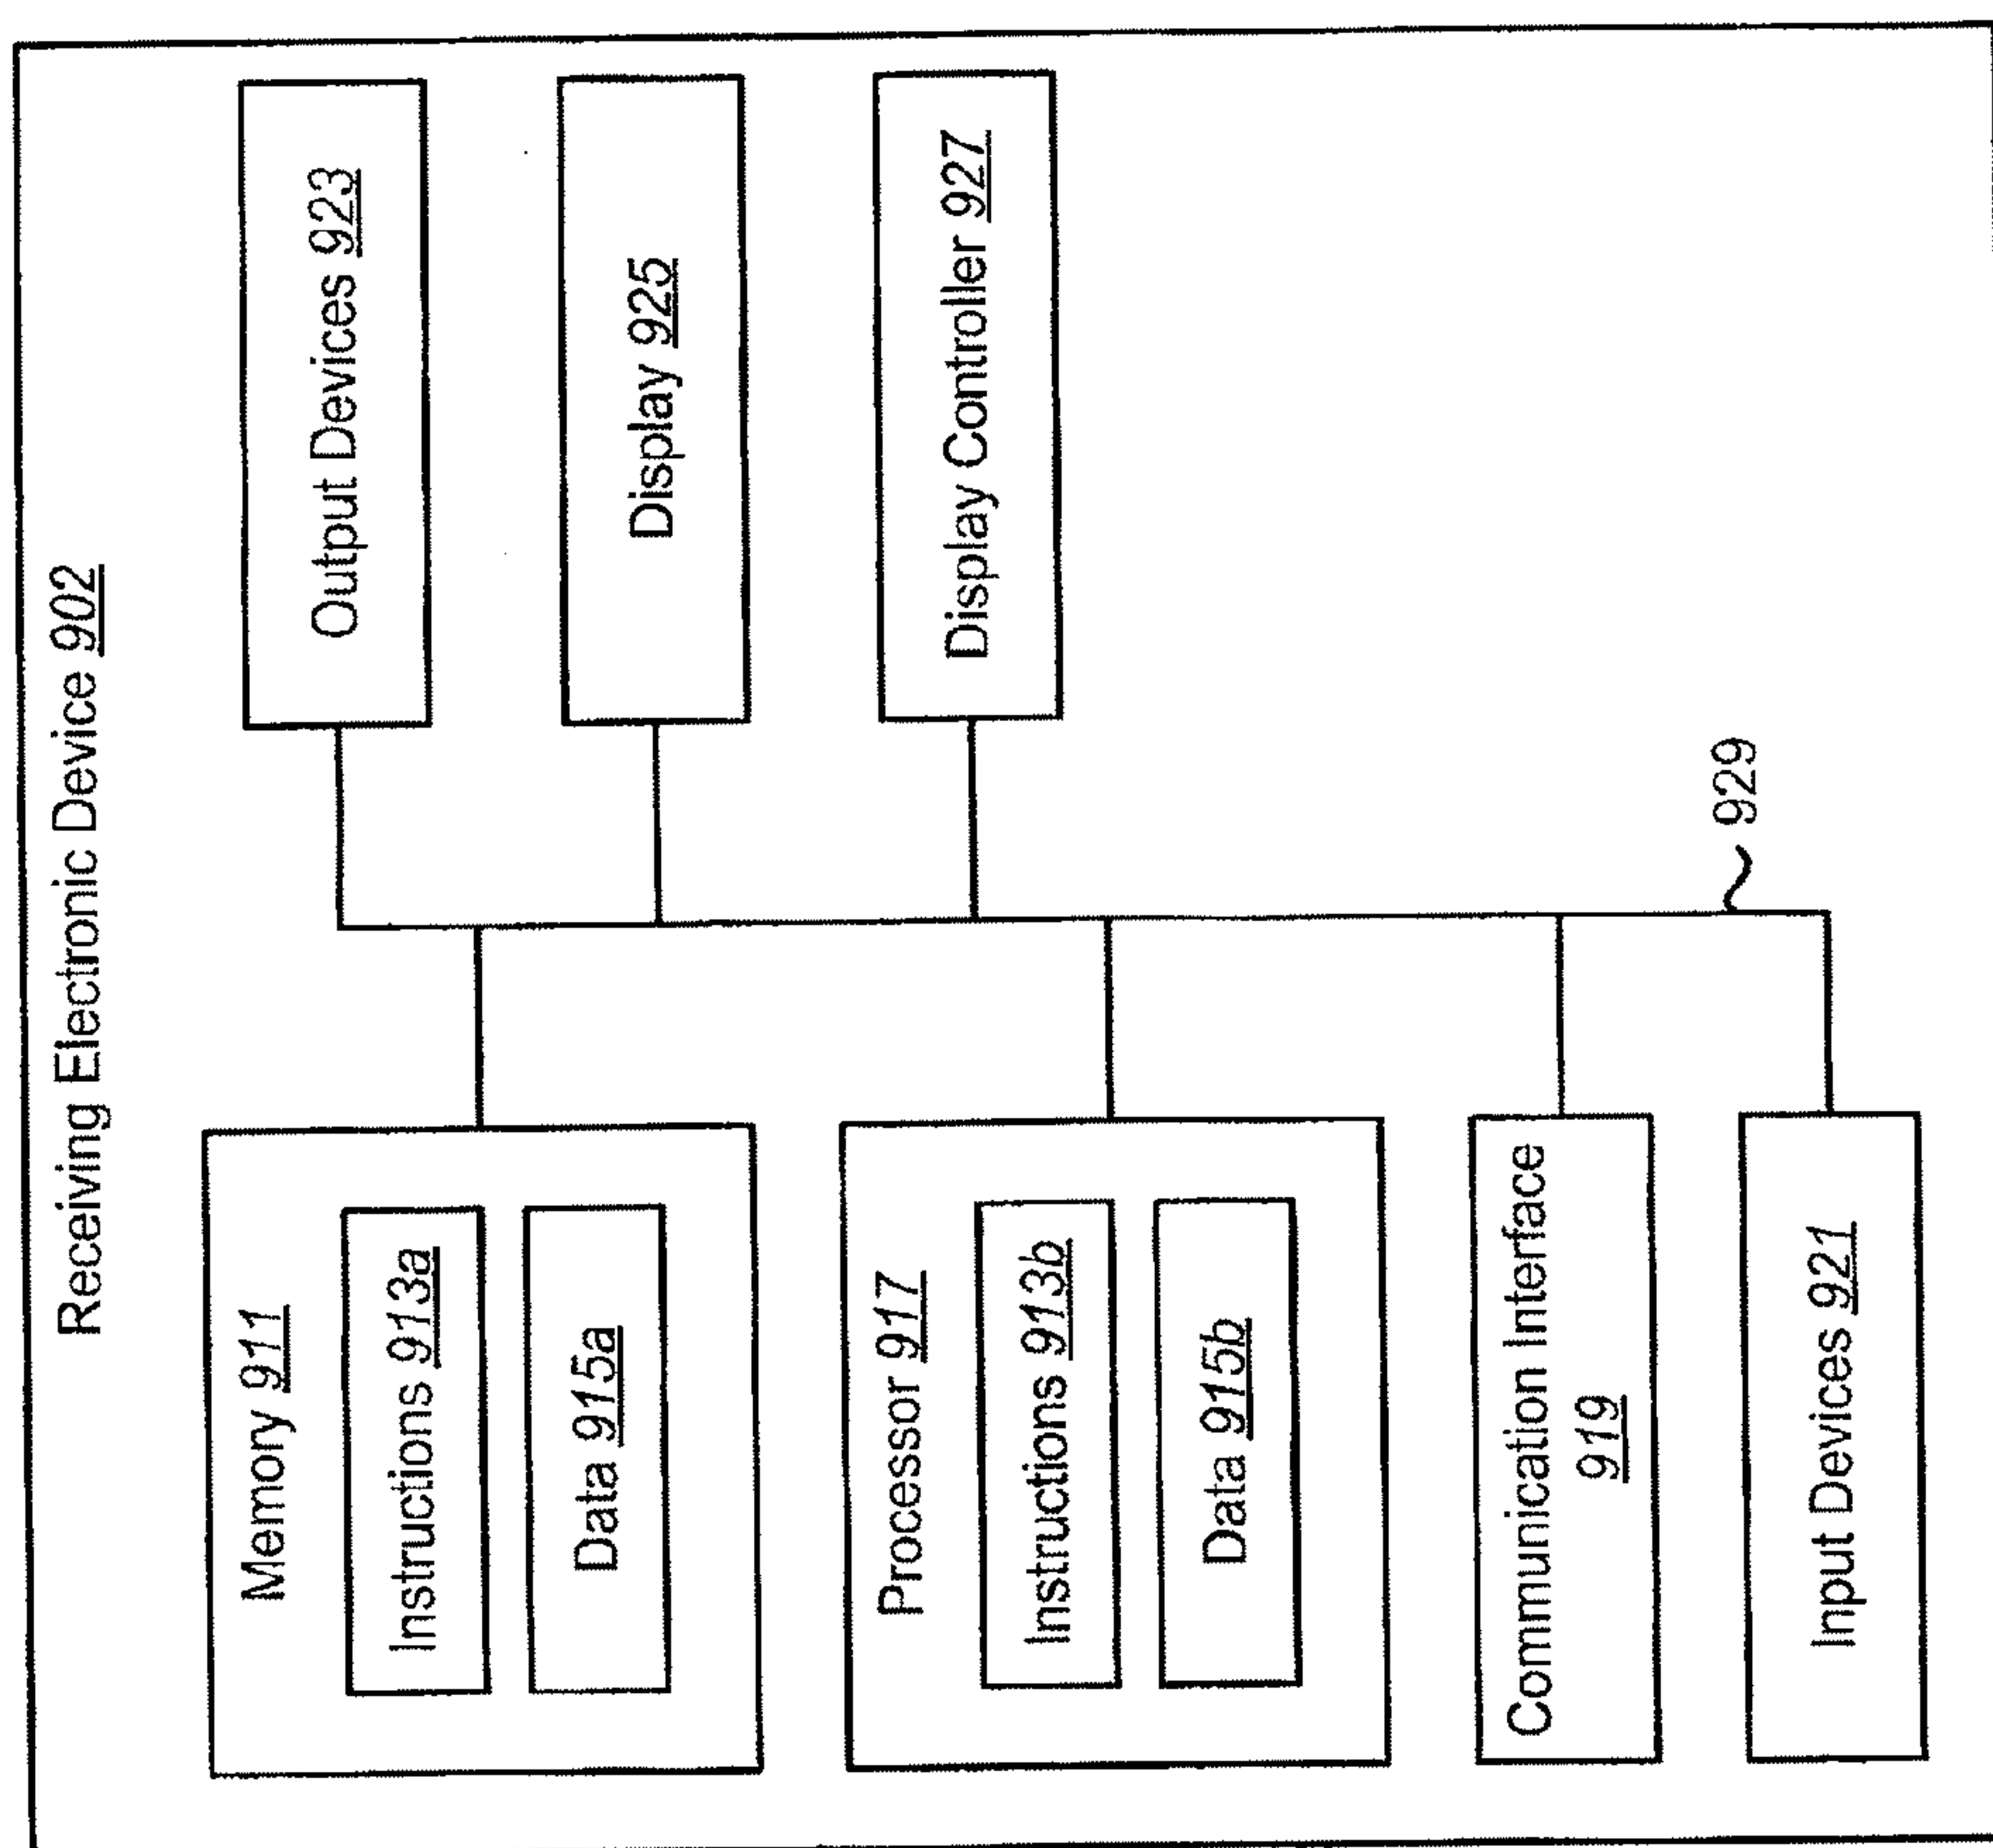 Receiving Electronic Device 902
Memory 911
Instructions 913a
Data 915a
Processor 917
Instructions 913b
Data 915b
Communication Interface
919
Input Devices 921
Output Devices 923
Display 925
Display Controller 927
929